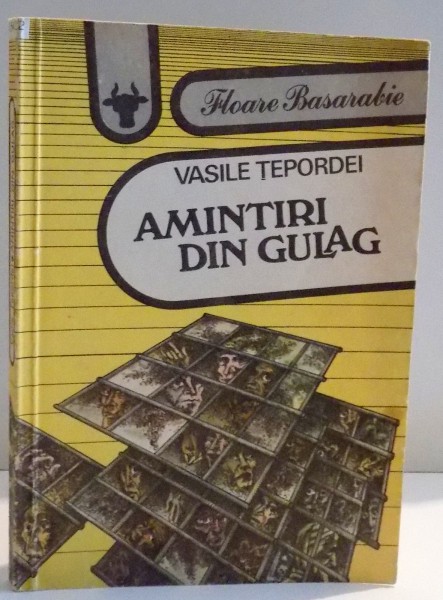 Floare Basarabie
VASILE ȚEPORDEI
AMINTIRI
DIN GULAG